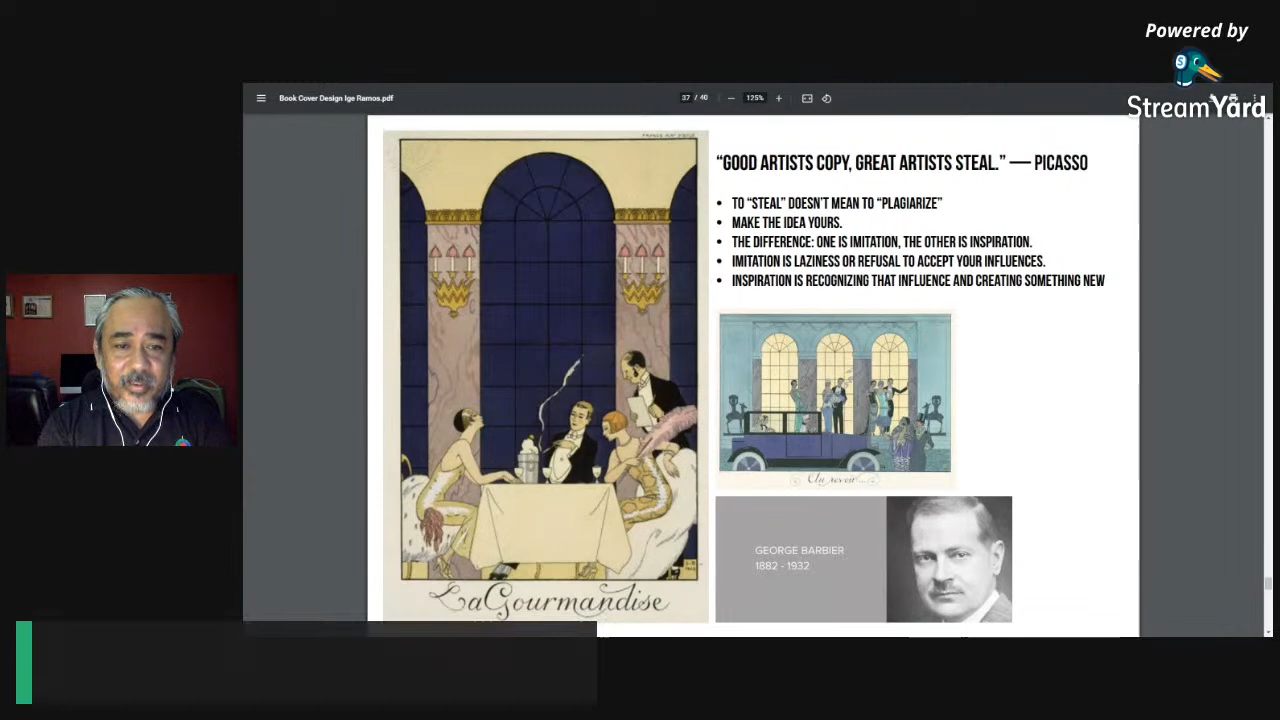 Powered by
StreamYard
Book Cover Design Ige Ramos.pdf
37 / 40
125%
“GOOD ARTISTS COPY, GREAT ARTISTS STEAL.” — PICASSO
• TO “STEAL” DOESN’T MEAN TO “PLAGIARIZE”
• MAKE THE IDEA YOURS.
• THE DIFFERENCE: ONE IS IMITATION, THE OTHER IS INSPIRATION.
• IMITATION IS LAZINESS OR REFUSAL TO ACCEPT YOUR INFLUENCES.
• INSPIRATION IS RECOGNIZING THAT INFLUENCE AND CREATING SOMETHING NEW
GEORGE BARBIER
1882 - 1932
La Gourmandise